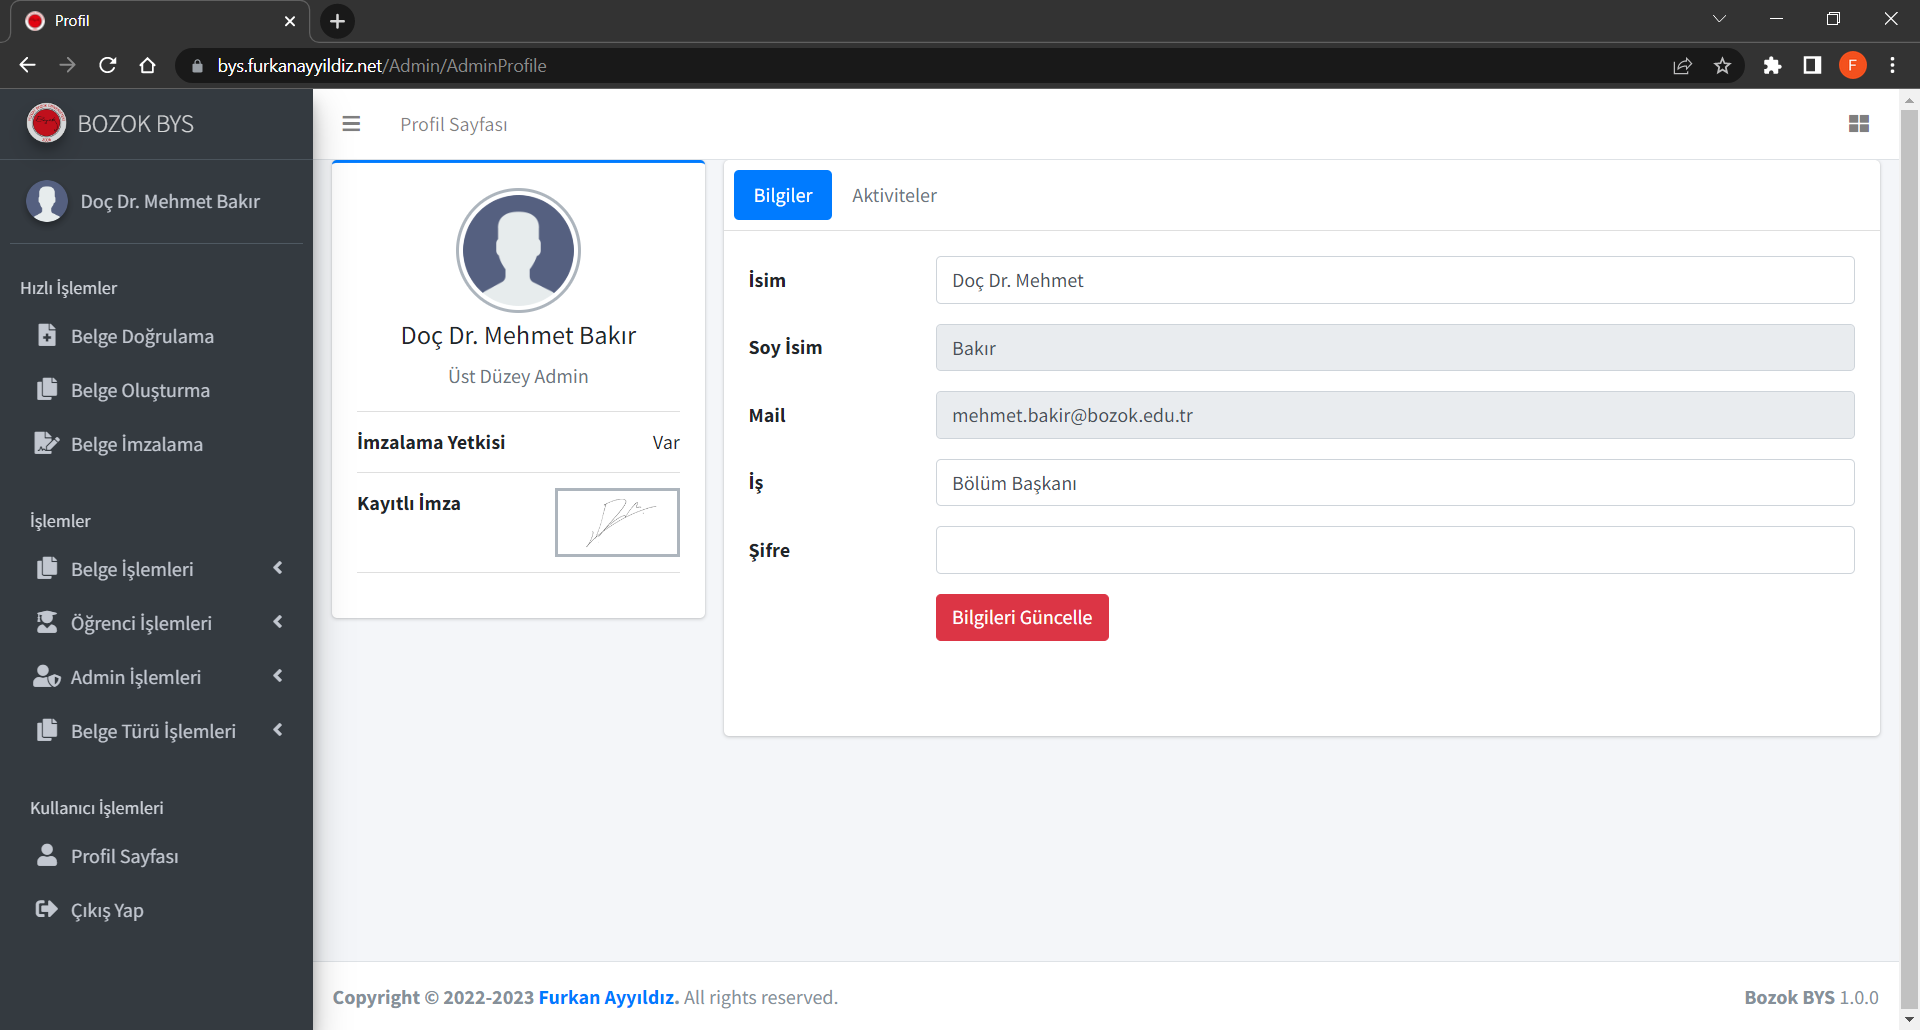 Profil
bys.furkanayyildiz.net/Admin/AdminProfile
F
BOZOK BYS
Profil Sayfası
Doç Dr. Mehmet Bakır
Hızlı İşlemler
Belge Doğrulama
Belge Oluşturma
Belge İmzalama
İşlemler
Belge İşlemleri
Öğrenci İşlemleri
Admin İşlemleri
Belge Türü İşlemleri
Kullanıcı İşlemleri
Profil Sayfası
Çıkış Yap
Doç Dr. Mehmet Bakır
Üst Düzey Admin
İmzalama Yetkisi Var
Kayıtlı İmza
Bilgiler Aktiviteler
İsim Doç Dr. Mehmet
Soy İsim Bakır
Mail mehmet.bakir@bozok.edu.tr
İş Bölüm Başkanı
Şifre
Bilgileri Güncelle
Copyright © 2022-2023 Furkan Ayyıldız. All rights reserved.
Bozok BYS 1.0.0